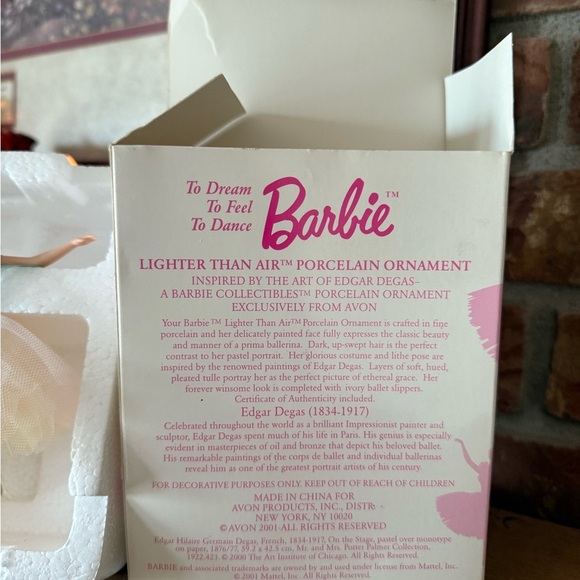 To Dream
To Feel
To Dance
Barbie™
LIGHTER THAN AIR™ PORCELAIN ORNAMENT
INSPIRED BY THE ART OF EDGAR DEGAS–
A BARBIE COLLECTIBLES™ PORCELAIN ORNAMENT
EXCLUSIVELY FROM AVON
Your Barbie™ Lighter Than Air™ Porcelain Ornament is crafted in fine
porcelain and her delicately painted face fully expresses the classic beauty
and manner of a prima ballerina. Dark, up-swept hair is the perfect
contrast to her pastel portrait. Her glorious costume and lithe pose are
inspired by the renowned paintings of Edgar Degas. Layers of soft, hued,
pleated tulle portray her as the perfect picture of ethereal grace. Her
forever winsome look is completed with ivory ballet slippers.
Certificate of Authenticity included.
Edgar Degas (1834-1917)
Celebrated throughout the world as a brilliant Impressionist painter and
sculptor, Edgar Degas spent much of his life in Paris. His genius is especially
evident in masterpieces of oil and bronze that depict his beloved ballet.
His remarkable paintings of the corps de ballet and individual ballerinas
reveal him as one of the greatest portrait artists of his century.
FOR DECORATIVE PURPOSES ONLY. KEEP OUT OF REACH OF CHILDREN
MADE IN CHINA FOR
AVON PRODUCTS, INC., DISTR.
NEW YORK, NY 10020
© AVON 2001-ALL RIGHTS RESERVED
Edgar Hilaire Germain Degas, French, 1834-1917, On the Stage, pastel over monotype
on paper, 1876/77, 59.2 x 42.5 cm. Mr. and Mrs. Potter Palmer Collection,
1922.423. © 2000 The Art Institute of Chicago. All Rights Reserved.
BARBIE and associated trademarks are owned by and used under license from Mattel, Inc.
© 2001 Mattel, Inc. All Rights Reserved.